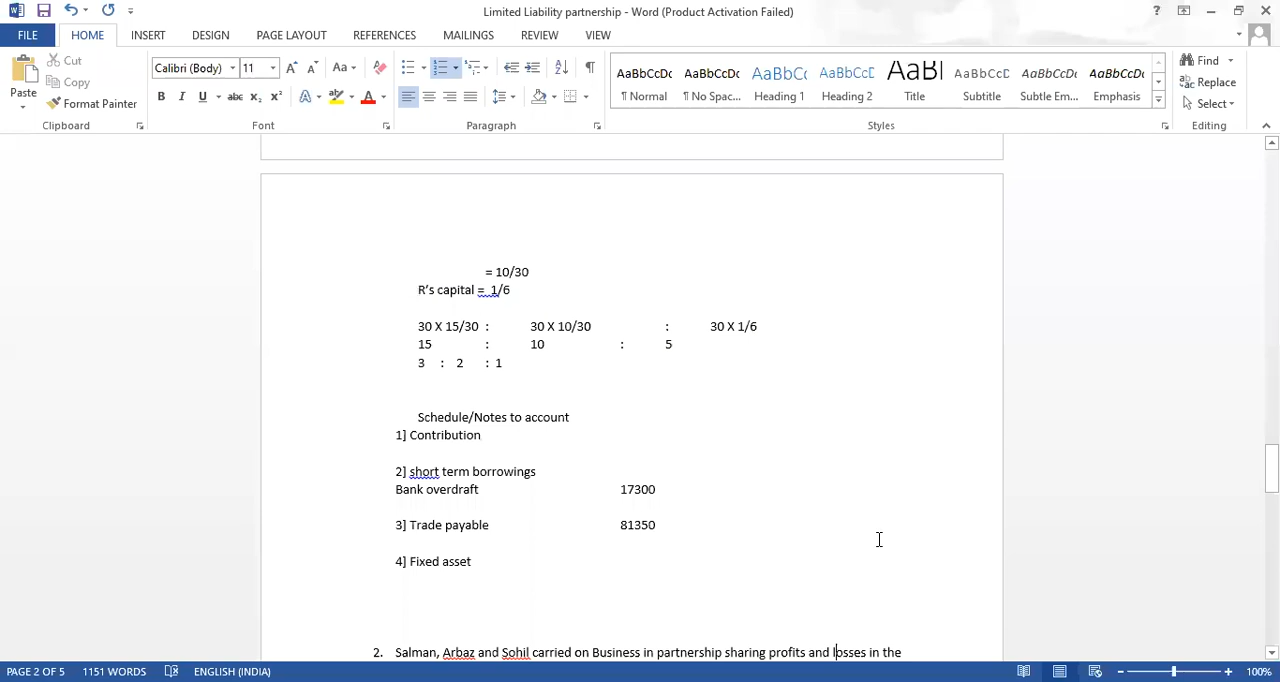 Limited Liability partnership - Word (Product Activation Failed)
FILE HOME INSERT DESIGN PAGE LAYOUT REFERENCES MAILINGS REVIEW VIEW
Paste
Cut
Copy
Format Painter
Clipboard
Calibri (Body) 11
Font
Paragraph
AaBbCcDc AaBbCcDc AaBbCc AaBbCcD AaBl AaBbCcD AaBbCcDt AaBbCcDt
¶ Normal ¶ No Spac... Heading 1 Heading 2 Title Subtitle Subtle Em... Emphasis
Styles
Find
Replace
Select
Editing
= 10/30
R's capital = 1/6
30 X 15/30 : 30 X 10/30 : 30 X 1/6
15 : 10 : 5
3 : 2 : 1
Schedule/Notes to account
1] Contribution
2] short term borrowings
Bank overdraft 17300
3] Trade payable 81350
4] Fixed asset
2. Salman, Arbaz and Sohil carried on Business in partnership sharing profits and losses in the
PAGE 2 OF 5 1151 WORDS ENGLISH (INDIA) 100%